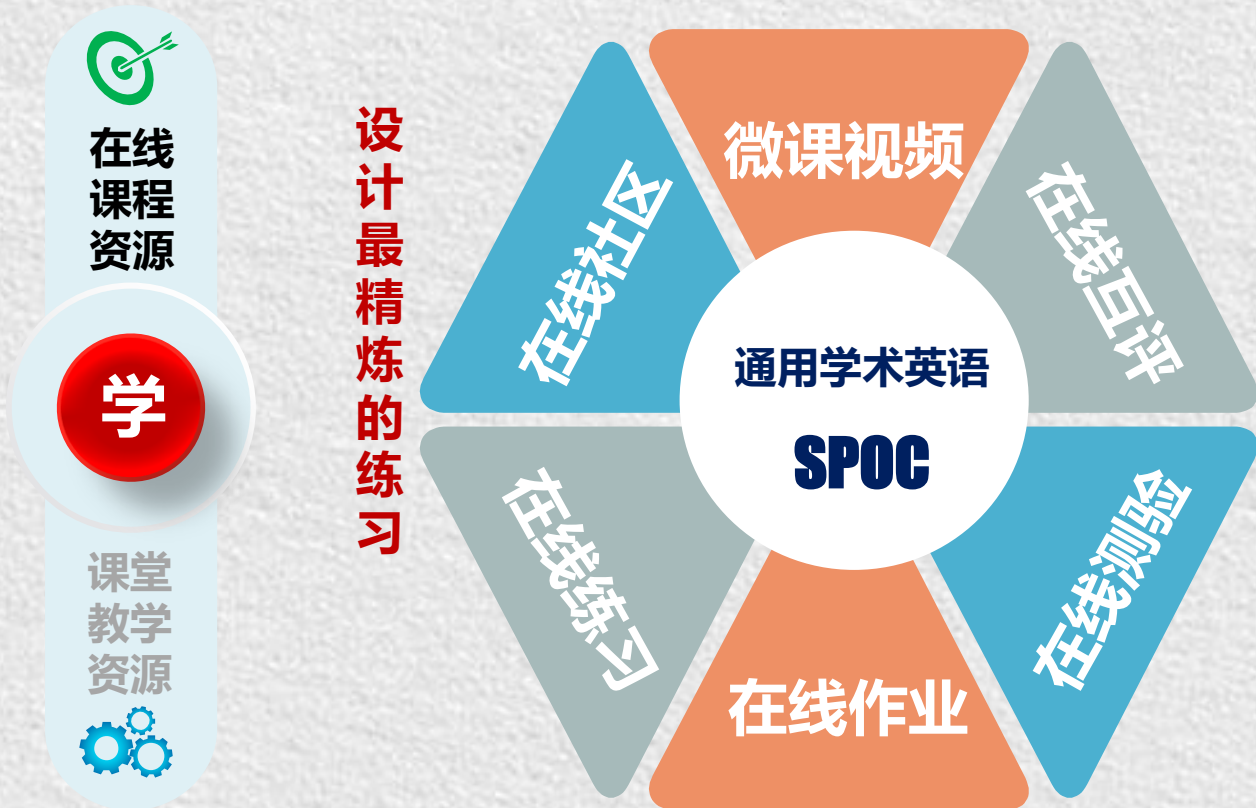 在线
课程
资源
学
课堂
教学
资源
设计最精炼的练习
微课视频
在线互评
在线测验
在线作业
在线练习
在线社区
通用学术英语
SPOC